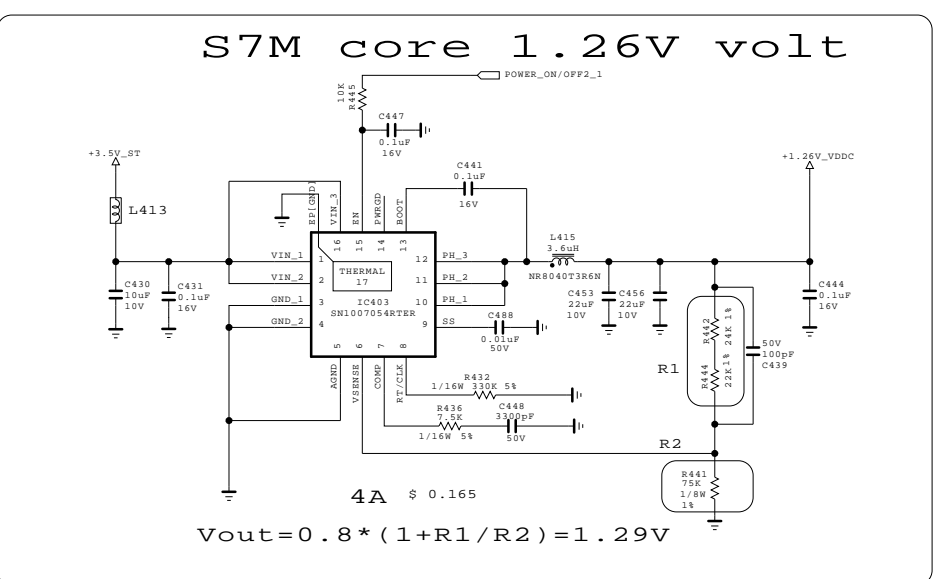 S7M core 1.26V volt
POWER_ON/OFF2_1
10K
R445
C447
0.1uF
16V
+3.5V_ST
L413
C441
0.1uF
16V
+1.26V_VDDC
EP[GND]
VIN_3
EN
PWRGD
BOOT
16
15
14
13
L415
3.6uH
NR8040T3R6N
VIN_1
1
VIN_2
2
GND_1
3
GND_2
4
THERMAL
17
IC403
SN1007054RTER
12
PH_3
11
PH_2
10
PH_1
9
SS
C430
10uF
10V
C431
0.1uF
16V
C488
0.01uF
50V
C453
22uF
10V
C456
22uF
10V
C444
0.1uF
16V
R442
24K 1%
R444
22K1%
R1
50V
100pF
C439
5
6
7
8
AGND
VSENSE
COMP
RT/CLK
R432
1/16W 330K 5%
R436
7.5K
1/16W 5%
C448
3300pF
50V
R2
R441
75K
1/8W
1%
4A
$ 0.165
Vout=0.8*(1+R1/R2)=1.29V